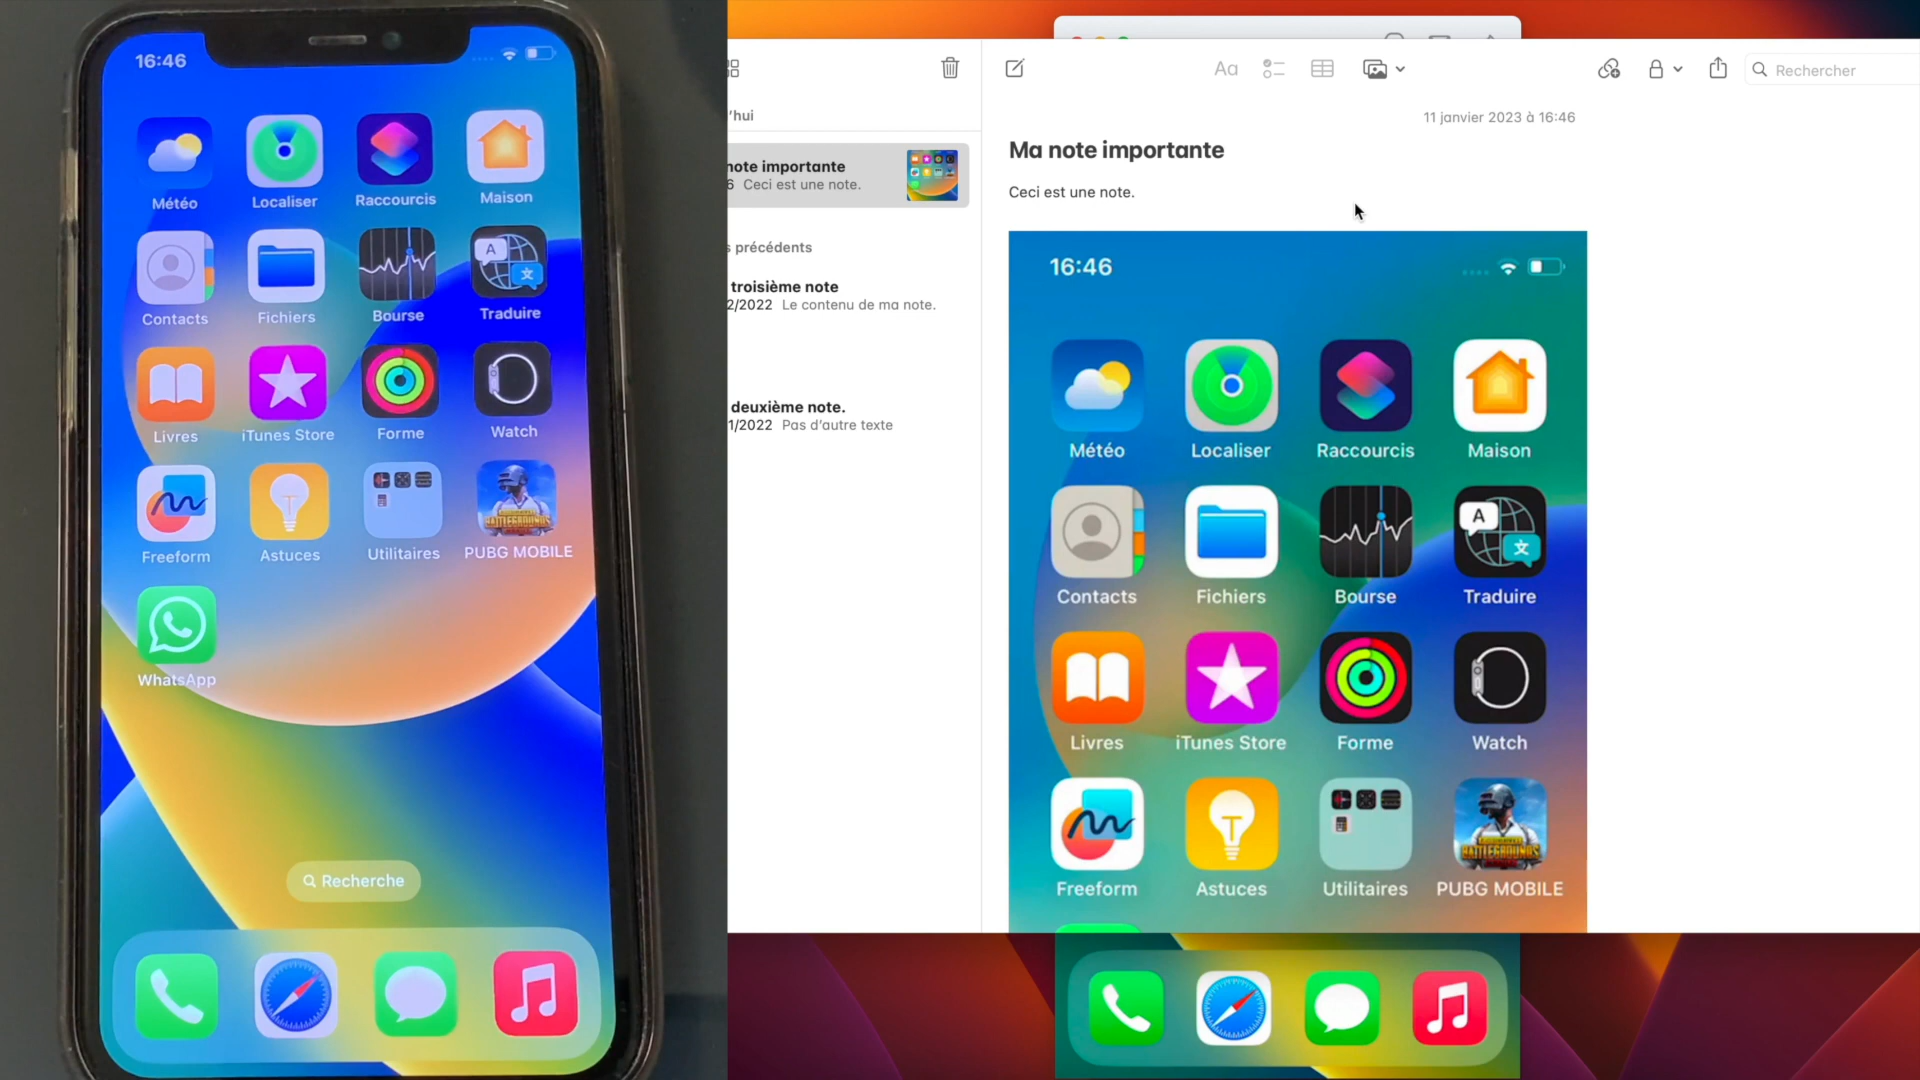 16:46
Météo
Localiser
Raccourcis
Maison
Contacts
Fichiers
Bourse
Traduire
Livres
iTunes Store
Forme
Watch
Freeform
Astuces
Utilitaires
PUBG MOBILE
WhatsApp
Recherche
'hui
note importante
6 Ceci est une note.
s précédents
troisième note
2/2022 Le contenu de ma note.
deuxième note.
1/2022 Pas d'autre texte
Aa
Rechercher
11 janvier 2023 à 16:46
Ma note importante
Ceci est une note.
16:46
Météo
Localiser
Raccourcis
Maison
Contacts
Fichiers
Bourse
Traduire
Livres
iTunes Store
Forme
Watch
Freeform
Astuces
Utilitaires
PUBG MOBILE